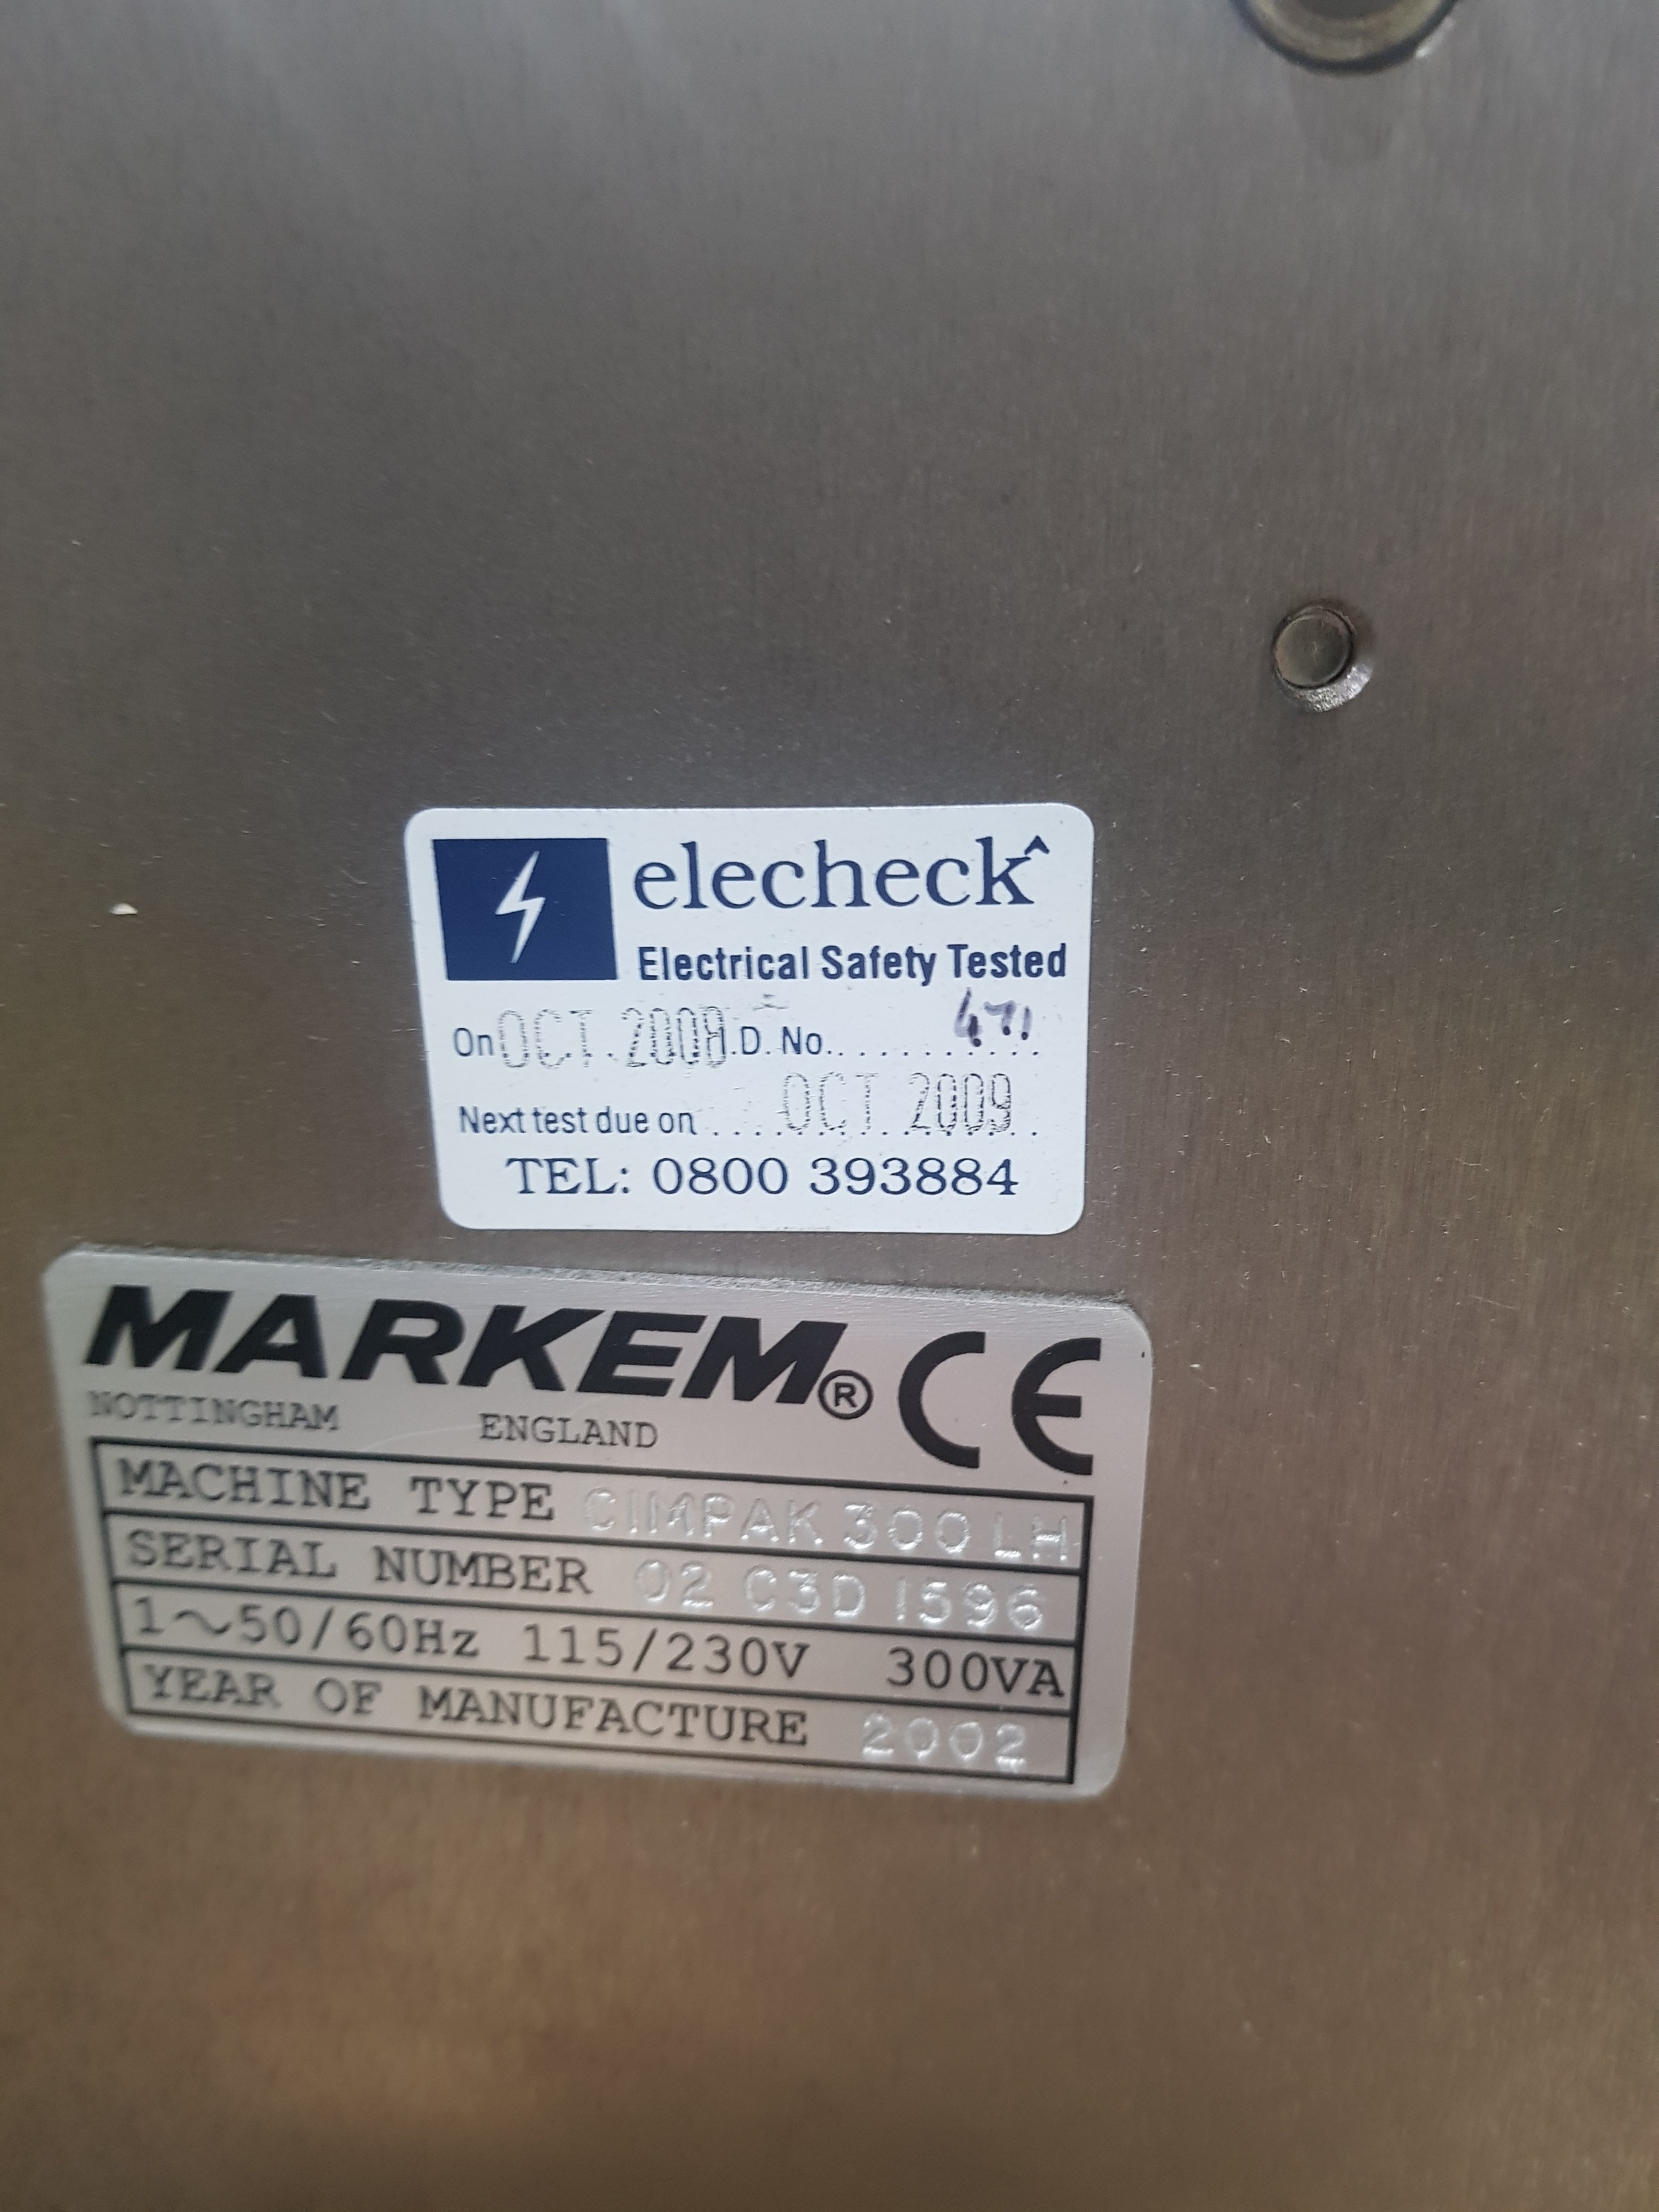 elecheck^
Electrical Safety Tested
On OCT. 2008 I.D. No.......... 471
Next test due on .... OCT 2009
TEL: 0800 393884
MARKEM® CE
NOTTINGHAM ENGLAND
MACHINE TYPE CIMPAK 300 LH
SERIAL NUMBER 02 C3D 1596
1~50/60Hz 115/230V 300VA
YEAR OF MANUFACTURE 2002